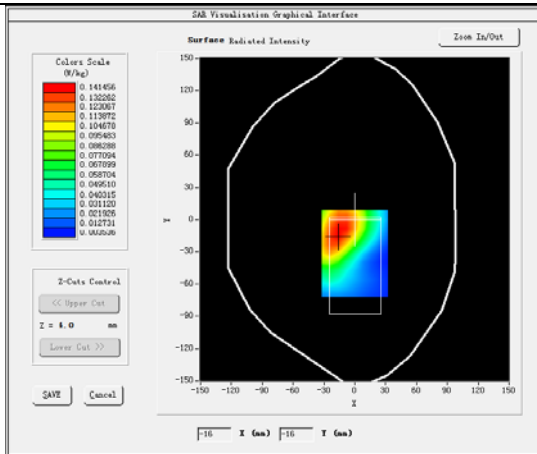 SAR Visualisation Graphical Interface
Surface Radiated Intensity
Zoom In/Out
Colors Scale
(W/kg)
0.141456
0.132262
0.123067
0.113872
0.104678
0.095483
0.086288
0.077094
0.067899
0.058704
0.049510
0.040315
0.031120
0.021926
0.012731
0.003536
150
120
90
60
30
0
-30
-60
-90
-120
-150
Y
-150 -120 -90 -60 -30 0 30 60 90 120 150
X
Z-Cuts Control
<< Upper Cut
Z = 4.0 mm
Lower Cut >>
SAVE Cancel
-16 X (mm) -16 Y (mm)